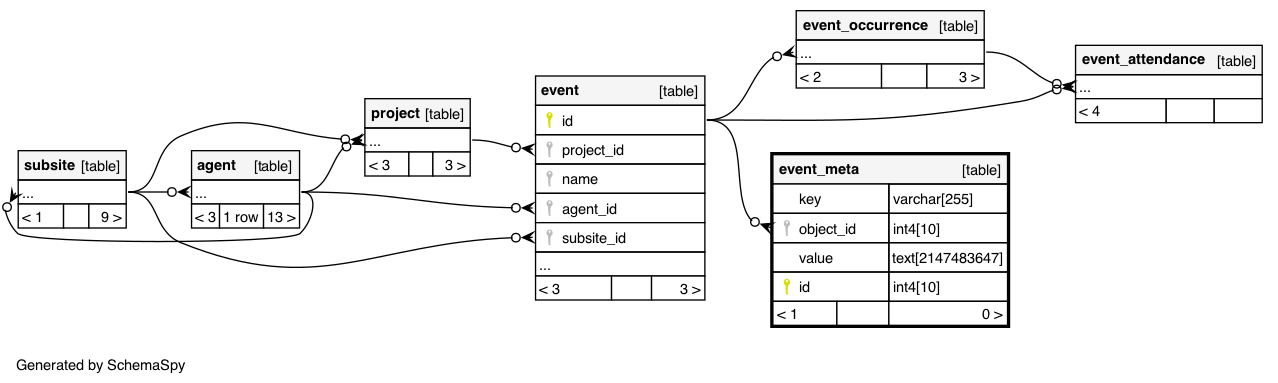 subsite [table]
...
< 1 9 >
agent [table]
...
< 3 1 row 13 >
project [table]
...
< 3 3 >
event [table]
id
project_id
name
agent_id
subsite_id
...
< 3 3 >
event_occurrence [table]
...
< 2 3 >
event_meta [table]
key varchar[255]
object_id int4[10]
value text[2147483647]
id int4[10]
< 1 0 >
event_attendance [table]
...
< 4
Generated by SchemaSpy